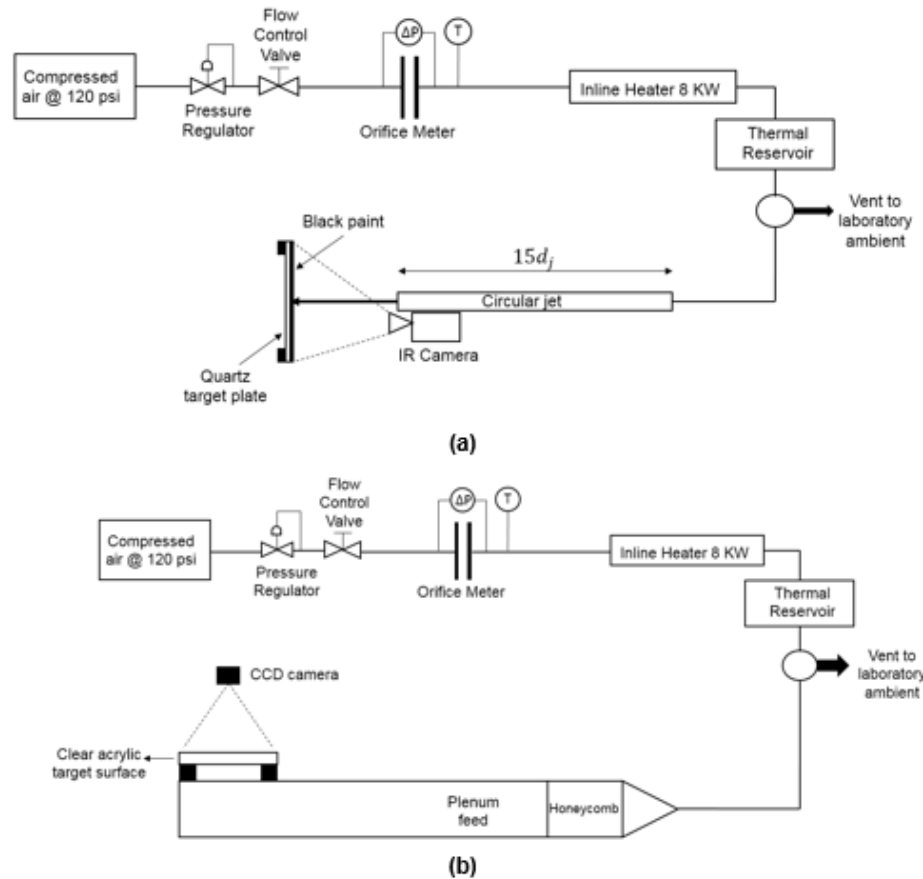 Flow
Control
Valve
ΔP
T
Compressed
air @ 120 psi
Pressure
Regulator
Orifice Meter
Inline Heater 8 KW
Thermal
Reservoir
Vent to
laboratory
ambient
Black paint
15d_j
Circular jet
IR Camera
Quartz
target plate
(a)
Flow
Control
Valve
ΔP
T
Compressed
air @ 120 psi
Pressure
Regulator
Orifice Meter
Inline Heater 8 KW
Thermal
Reservoir
Vent to
laboratory
ambient
CCD camera
Clear acrylic
target surface
Plenum
feed
Honeycomb
(b)